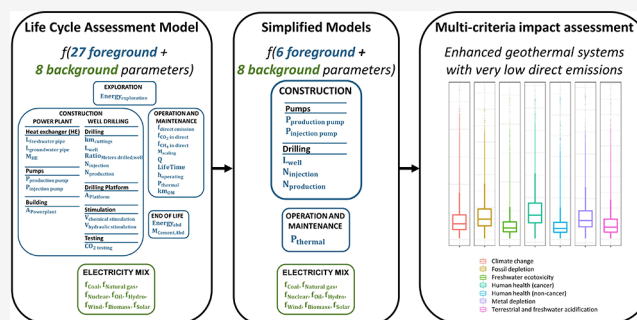 Life Cycle Assessment Model
f(27 foreground +
8 background parameters)
EXPLORATION
Energy_exploration
CONSTRUCTION
POWER PLANT
WELL DRILLING
Heat exchanger (HE)
L_freshwater pipe
L_groundwater pipe
M_HE
Pumps
P_production pump
P_injection pump
Building
A_Powerplant
Drilling
km_cuttings
L_well
Ratio_Meters drilled,well
N_injection
N_production
Drilling Platform
A_Platform
Stimulation
V_chemical stimulation
V_hydraulic stimulation
Testing
CO2 testing
OPERATION AND
MAINTENANCE
f_direct emission
f_CO2 in direct
f_CH4 in direct
M_scaling
Q
LifeTime
h_operating
P_thermal
km_OM
END OF LIFE
Energy_abd
M_Cement,Abd
ELECTRICITY MIX
f_Coal, f_Natural gas,
f_Nuclear, f_Oil, f_Hydro,
f_Wind, f_Biomass, f_Solar
Simplified Models
f(6 foreground +
8 background parameters)
CONSTRUCTION
Pumps
P_production pump
P_injection pump
Drilling
L_well
N_injection
N_production
OPERATION AND
MAINTENANCE
P_thermal
ELECTRICITY MIX
f_Coal, f_Natural gas,
f_Nuclear, f_Oil, f_Hydro,
f_Wind, f_Biomass, f_Solar
Multi-criteria impact assessment
Enhanced geothermal systems
with very low direct emissions
Climate change
Fossil depletion
Freshwater ecotoxicity
Human health (cancer)
Human health (non-cancer)
Metal depletion
Terrestrial and freshwater acidification